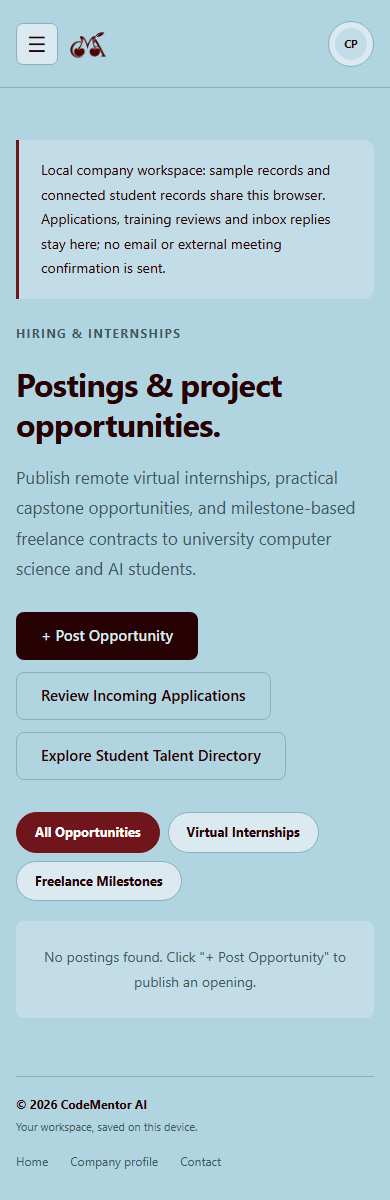 ☰
CP
Local company workspace: sample records and
connected student records share this browser.
Applications, training reviews and inbox replies
stay here; no email or external meeting
confirmation is sent.
HIRING & INTERNSHIPS
Postings & project
opportunities.
Publish remote virtual internships, practical
capstone opportunities, and milestone-based
freelance contracts to university computer
science and AI students.
+ Post Opportunity
Review Incoming Applications
Explore Student Talent Directory
All Opportunities
Virtual Internships
Freelance Milestones
No postings found. Click "+ Post Opportunity" to
publish an opening.
© 2026 CodeMentor AI
Your workspace, saved on this device.
Home
Company profile
Contact